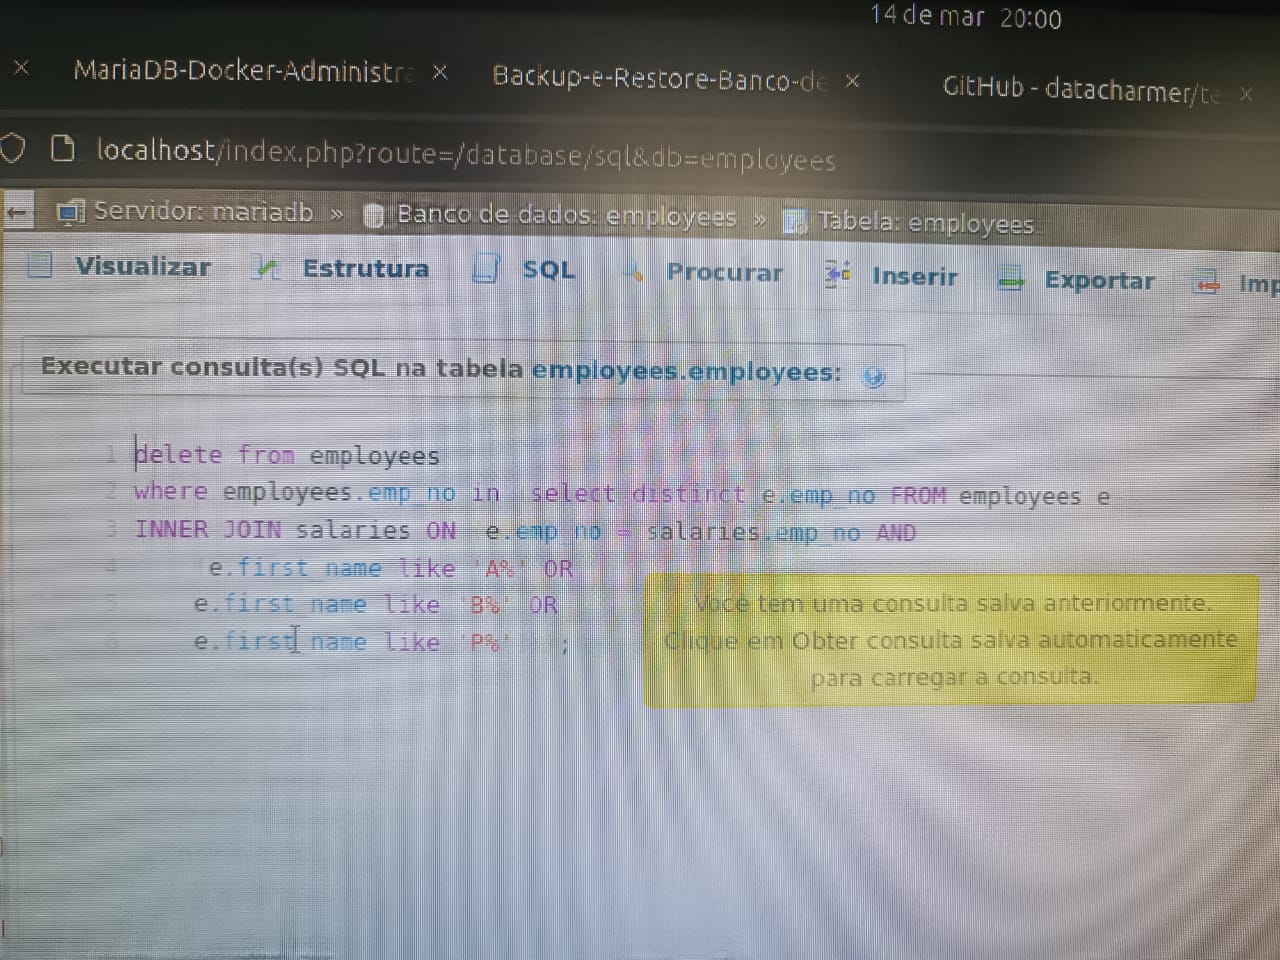 14 de mar 20:00
MariaDB-Docker-Administra
Backup-e-Restore-Banco-de
GitHub - datacharmer/te
localhost/index.php?route=/database/sql&db=employees
Servidor: mariadb » Banco de dados: employees » Tabela: employees
Visualizar Estrutura SQL Procurar Inserir Exportar Imp
Executar consulta(s) SQL na tabela employees.employees:
1 delete from employees
2 where employees.emp_no in select distinct e.emp_no FROM employees e
3 INNER JOIN salaries ON e.emp_no = salaries.emp_no AND
4 e.first_name like 'A%' OR
5 e.first_name like 'B%' OR
6 e.first_name like 'P%' ;
Você tem uma consulta salva anteriormente.
Clique em Obter consulta salva automaticamente
para carregar a consulta.